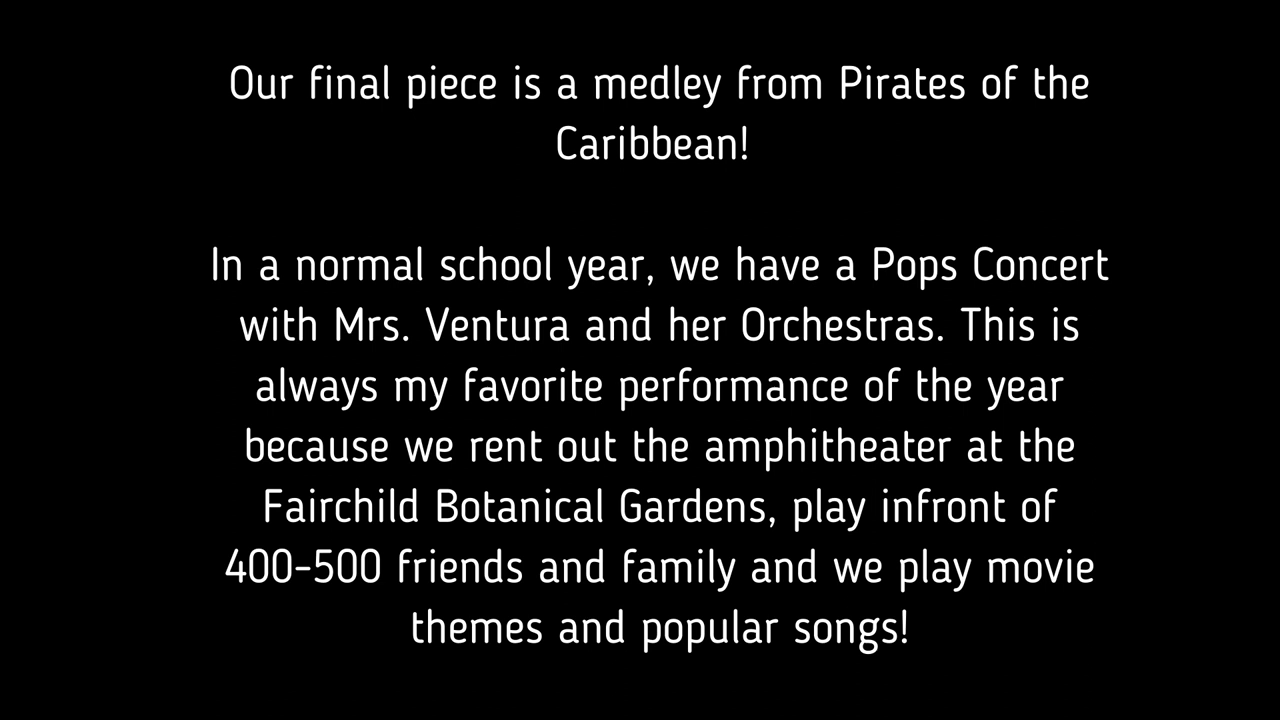 Our final piece is a medley from Pirates of the
Caribbean!
In a normal school year, we have a Pops Concert
with Mrs. Ventura and her Orchestras. This is
always my favorite performance of the year
because we rent out the amphitheater at the
Fairchild Botanical Gardens, play infront of
400-500 friends and family and we play movie
themes and popular songs!